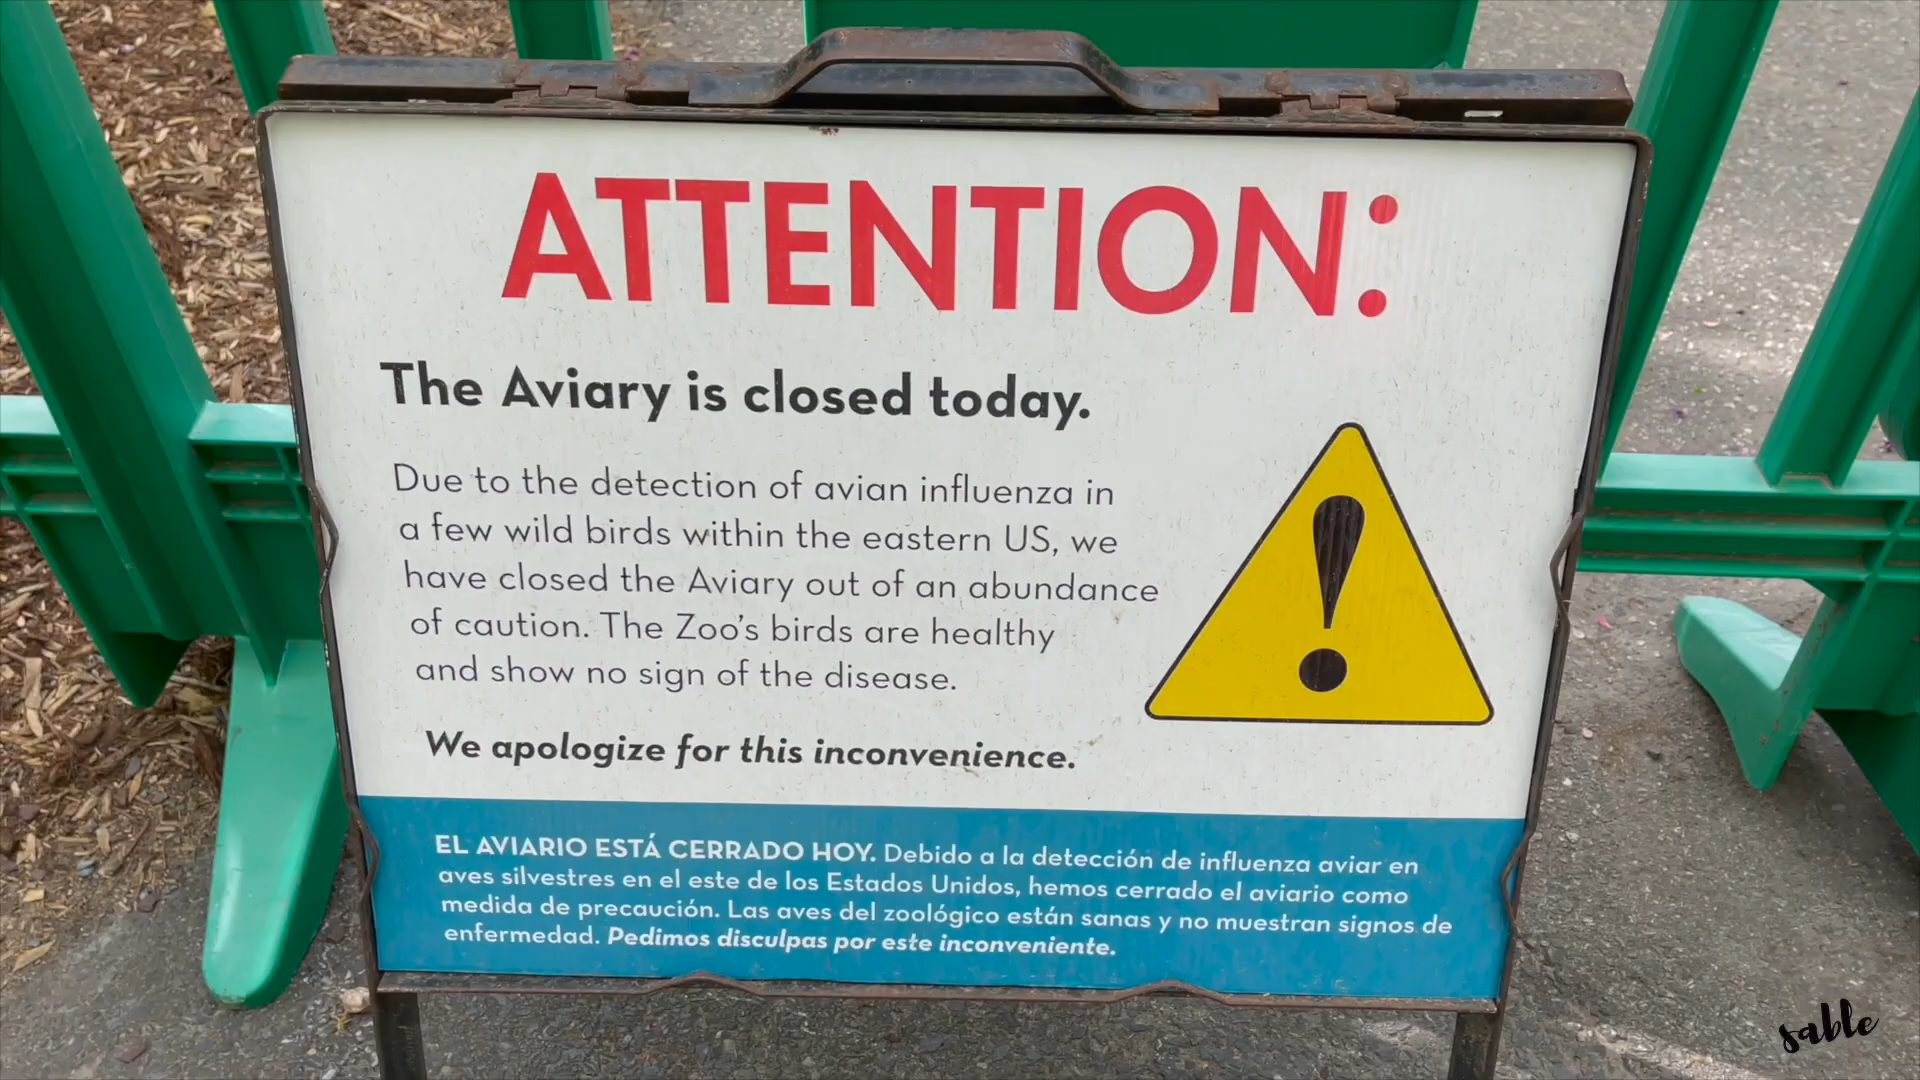 ATTENTION:
The Aviary is closed today.
Due to the detection of avian influenza in
a few wild birds within the eastern US, we
have closed the Aviary out of an abundance
of caution. The Zoo's birds are healthy
and show no sign of the disease.
We apologize for this inconvenience.
EL AVIARIO ESTÁ CERRADO HOY. Debido a la detección de influenza aviar en
aves silvestres en el este de los Estados Unidos, hemos cerrado el aviario como
medida de precaución. Las aves del zoológico están sanas y no muestran signos de
enfermedad. Pedimos disculpas por este inconveniente.
sable